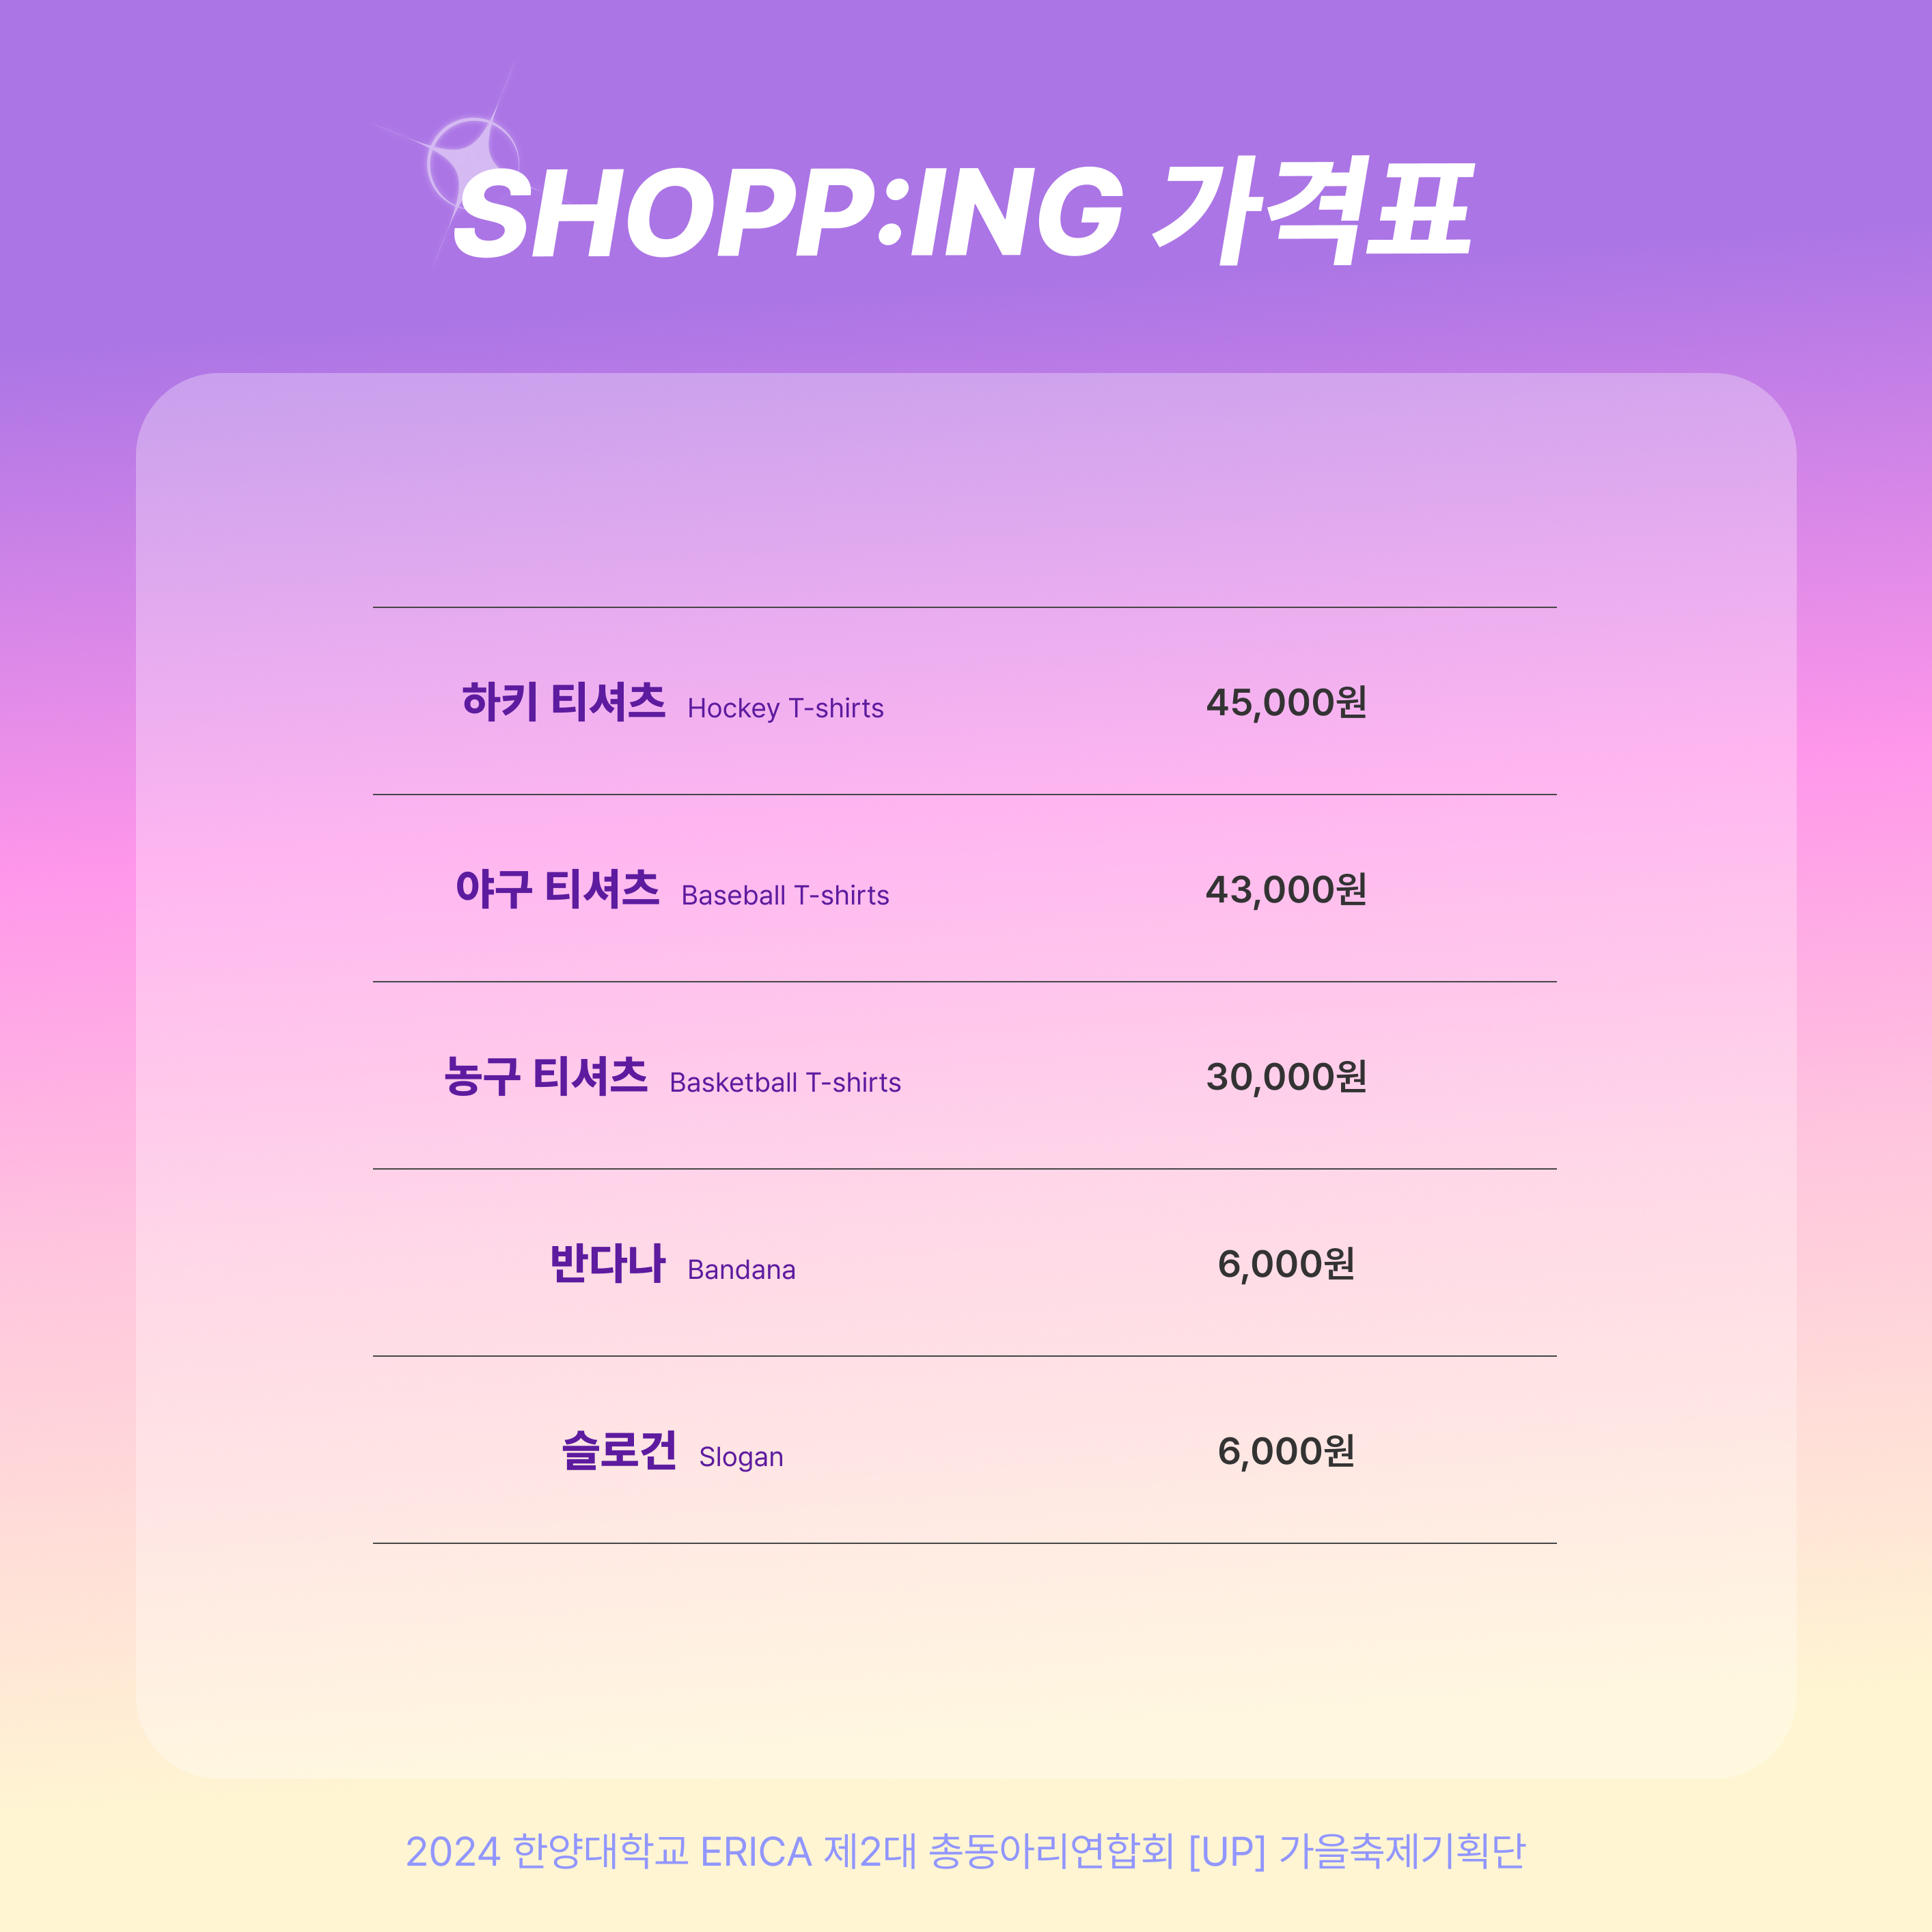 SHOPP:ING 가격표
하키 티셔츠 Hockey T-shirts 45,000원
야구 티셔츠 Baseball T-shirts 43,000원
농구 티셔츠 Basketball T-shirts 30,000원
반다나 Bandana 6,000원
슬로건 Slogan 6,000원
2024 한양대학교 ERICA 제2대 총동아리연합회 [UP] 가을축제기획단